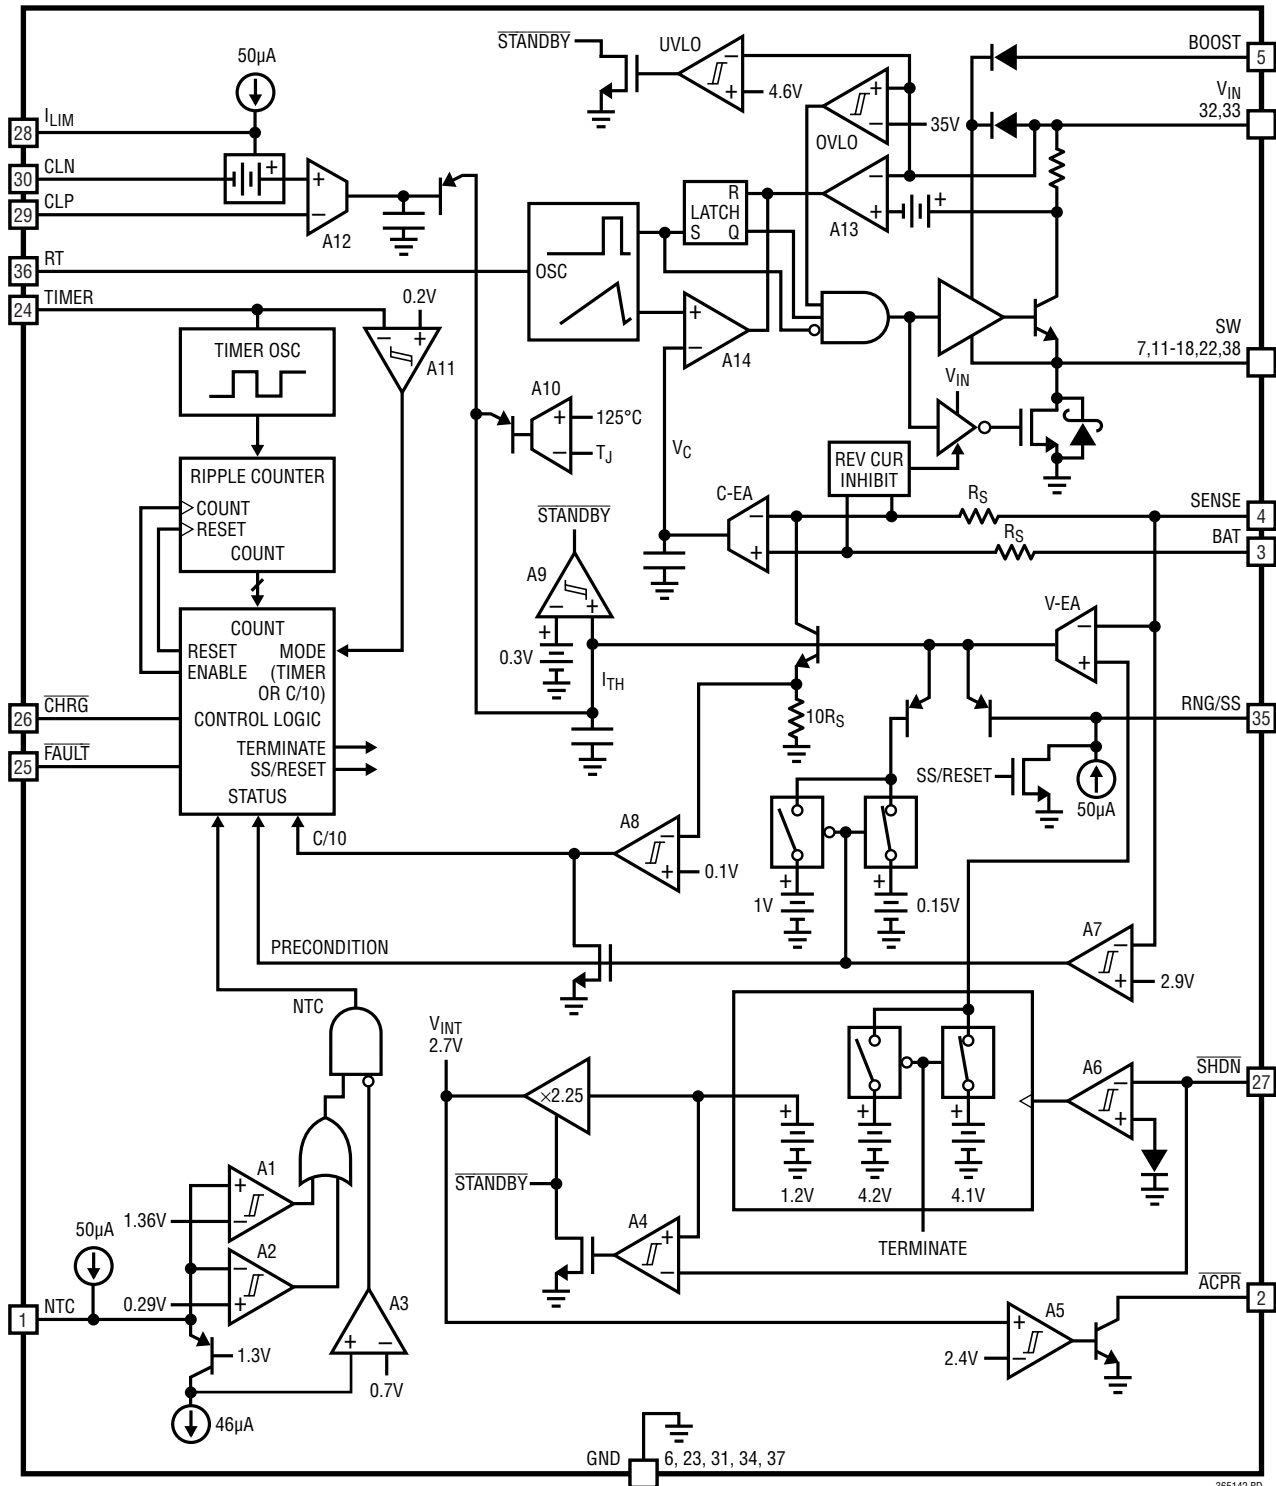 STANDBY
UVLO
BOOST
5
50µA
4.6V
VIN
32,33
ILIM
28
35V
OVLO
CLN
30
CLP
29
A12
R
LATCH
S Q
A13
RT
36
OSC
TIMER
24
0.2V
SW
7,11-18,22,38
TIMER OSC
A11
A14
A10
125°C
TJ
VIN
VC
RIPPLE COUNTER
COUNT
RESET
COUNT
REV CUR
INHIBIT
C-EA
RS
SENSE
4
STANDBY
RS
BAT
3
A9
V-EA
COUNT
RESET
ENABLE
MODE
(TIMER
OR C/10)
0.3V
ITH
CHRG
26
CONTROL LOGIC
10RS
RNG/SS
35
FAULT
25
TERMINATE
SS/RESET
STATUS
SS/RESET
50µA
A8
C/10
0.1V
1V
0.15V
A7
PRECONDITION
2.9V
NTC
VINT
2.7V
A6
SHDN
27
×2.25
A1
STANDBY
1.2V
4.2V
4.1V
1.36V
50µA
A4
TERMINATE
A2
ACPR
2
NTC
1
0.29V
A3
A5
1.3V
2.4V
0.7V
46µA
GND
6, 23, 31, 34, 37
365142 BD